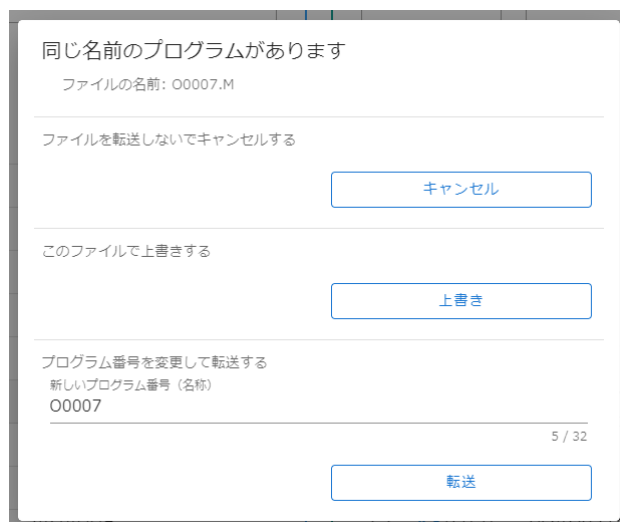 同じ名前のプログラムがあります
ファイルの名前: O0007.M
ファイルを転送しないでキャンセルする
キャンセル
このファイルで上書きする
上書き
プログラム番号を変更して転送する
新しいプログラム番号（名称）
O0007
5 / 32
転送